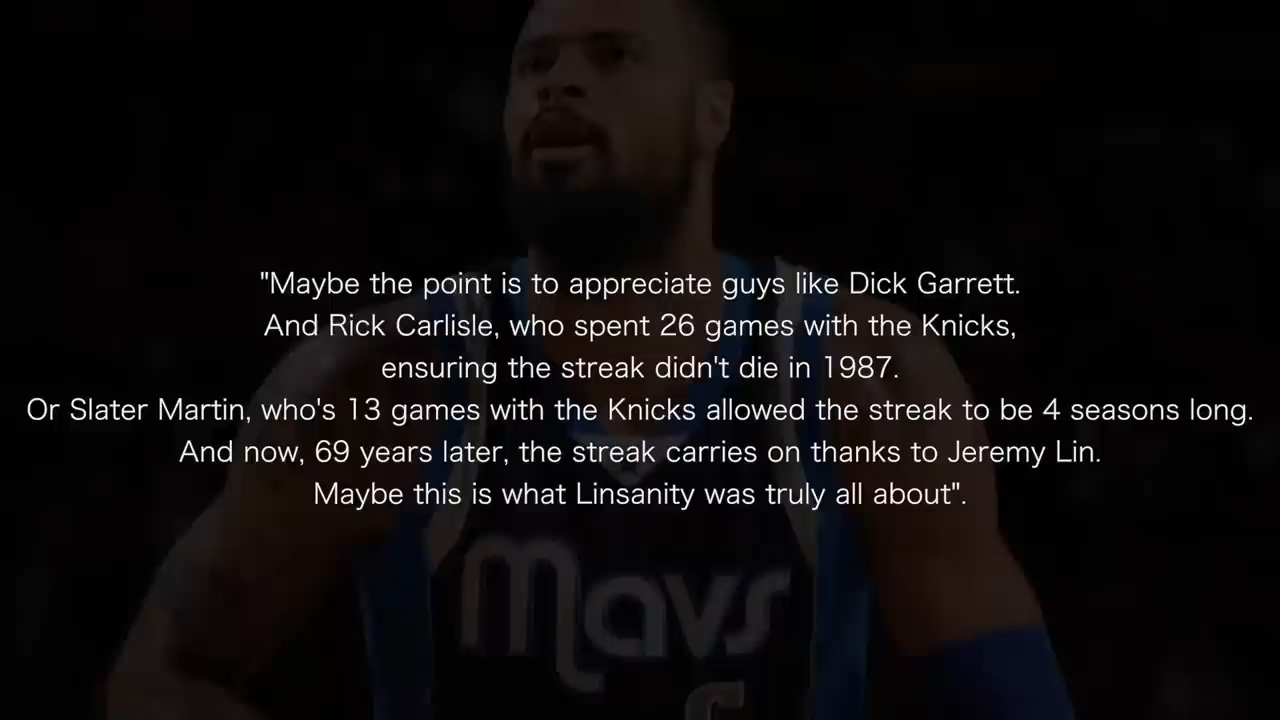 "Maybe the point is to appreciate guys like Dick Garrett.
And Rick Carlisle, who spent 26 games with the Knicks,
ensuring the streak didn't die in 1987.
Or Slater Martin, who's 13 games with the Knicks allowed the streak to be 4 seasons long.
And now, 69 years later, the streak carries on thanks to Jeremy Lin.
Maybe this is what Linsanity was truly all about".
mavs